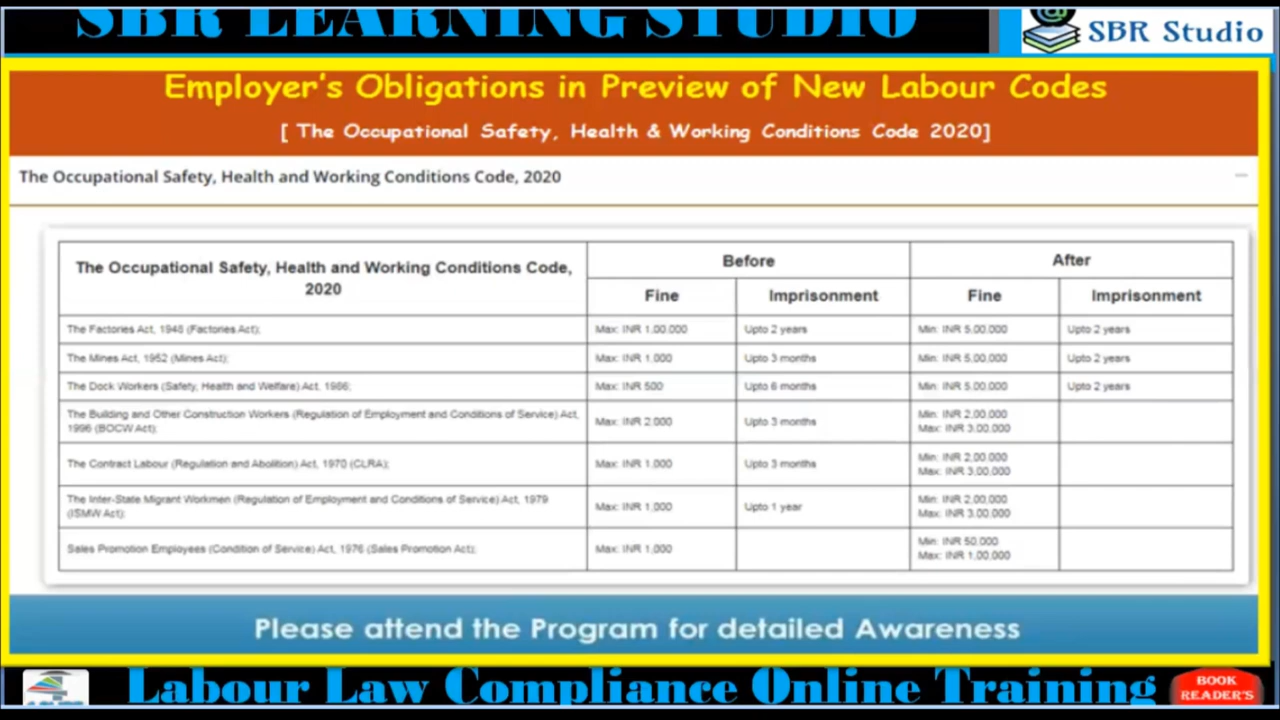 SBR LEARNING STUDIO
SBR Studio
Employer's Obligations in Preview of New Labour Codes
[ The Occupational Safety, Health & Working Conditions Code 2020]
The Occupational Safety, Health and Working Conditions Code, 2020
The Occupational Safety, Health and Working Conditions Code,
2020
Before
After
Fine
Imprisonment
Fine
Imprisonment
The Factories Act, 1948 (Factories Act);
Max: INR 1,00,000
Upto 2 years
Min: INR 5,00,000
Upto 2 years
The Mines Act, 1952 (Mines Act);
Max: INR 1,000
Upto 3 months
Min: INR 5,00,000
Upto 2 years
The Dock Workers (Safety, Health and Welfare) Act, 1986;
Max: INR 500
Upto 6 months
Min: INR 5,00,000
Upto 2 years
The Building and Other Construction Workers (Regulation of Employment and Conditions of Service) Act,
1996 (BOCW Act);
Max: INR 2,000
Upto 3 months
Min: INR 2,00,000
Max: INR 3,00,000
The Contract Labour (Regulation and Abolition) Act, 1970 (CLRA);
Max: INR 1,000
Upto 3 months
Min: INR 2,00,000
Max: INR 3,00,000
The Inter-State Migrant Workmen (Regulation of Employment and Conditions of Service) Act, 1979
(ISMW Act);
Max: INR 1,000
Upto 1 year
Min: INR 2,00,000
Max: INR 3,00,000
Sales Promotion Employees (Condition of Service) Act, 1976 (Sales Promotion Act);
Max: INR 1,000
Min: INR 50,000
Max: INR 1,00,000
Please attend the Program for detailed Awareness
Labour Law Compliance Online Training
BOOK
READER'S